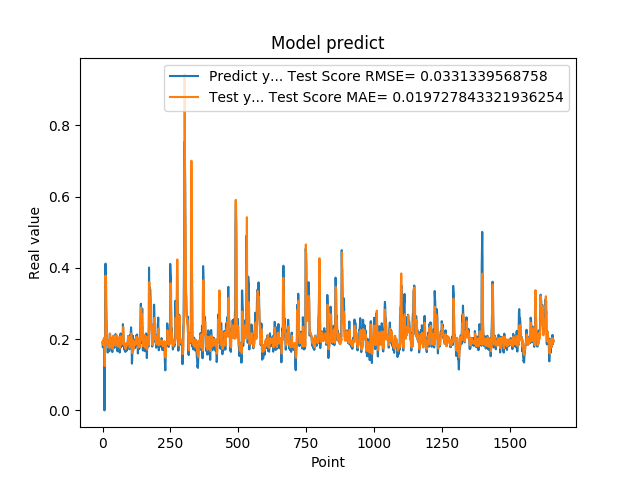 Model predict
Predict y... Test Score RMSE= 0.0331339568758
Test y... Test Score MAE= 0.019727843321936254
0.8
0.6
0.4
0.2
0.0
Real value
0 250 500 750 1000 1250 1500
Point